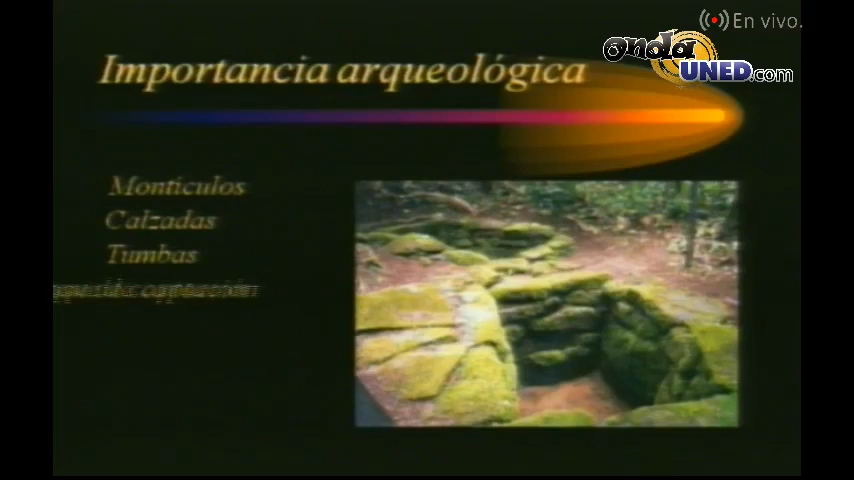 En vivo.
onda
UNED.com
Importancia arqueológica
Montículos
Calzadas
Tumbas